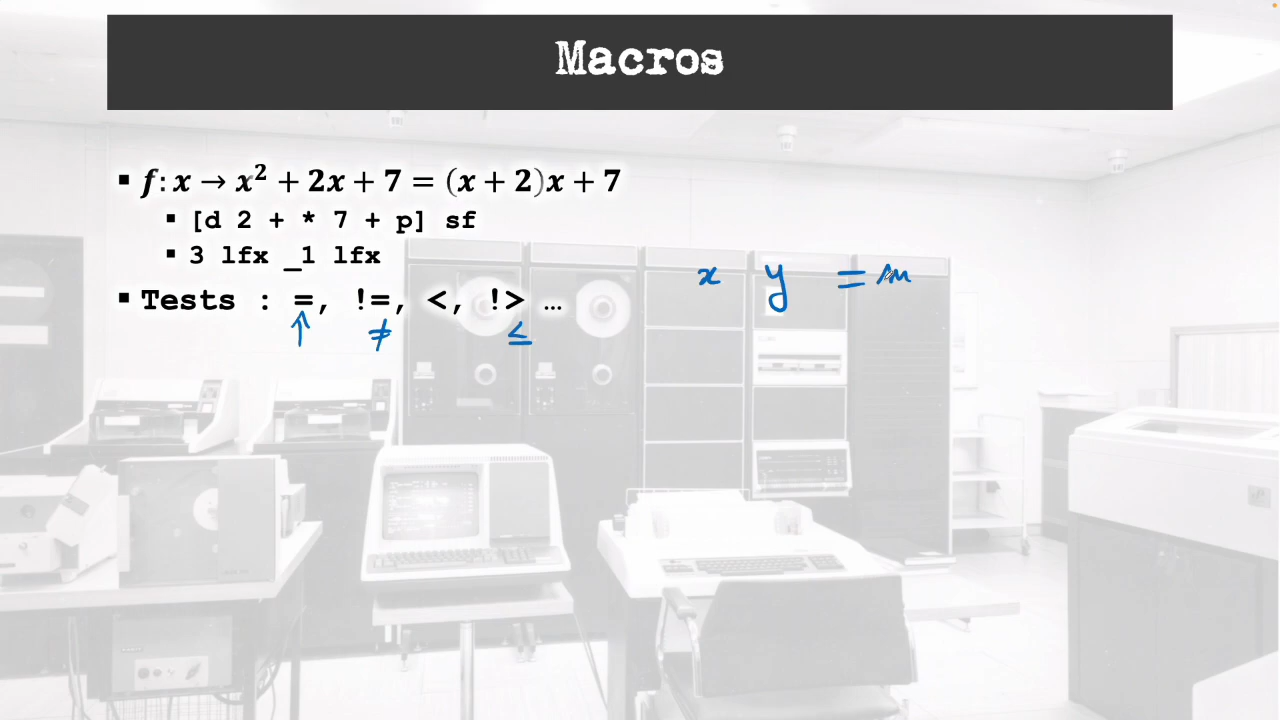 Macros
▪ f: x → x² + 2x + 7 = (x + 2)x + 7
▪ [d 2 + * 7 + p] sf
▪ 3 lfx _1 lfx
x y =m
▪ Tests : =, !=, <, !> …
↑ ≠ ≤